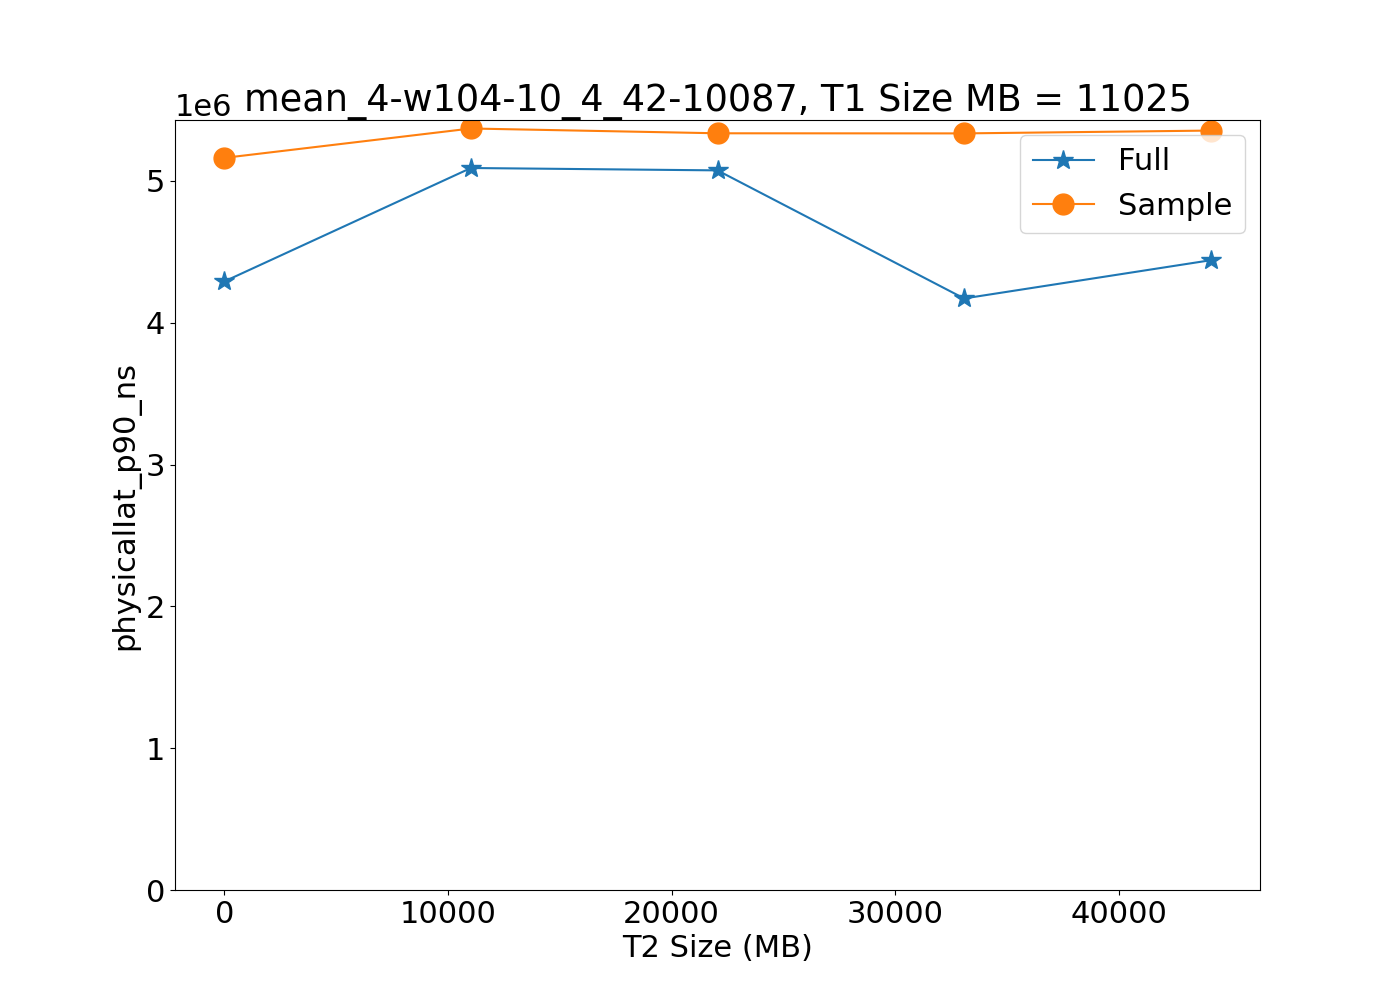 1e6
mean_4-w104-10_4_42-10087, T1 Size MB = 11025
Full
Sample
physicallat_p90_ns
5
4
3
2
1
0
0 10000 20000 30000 40000
T2 Size (MB)